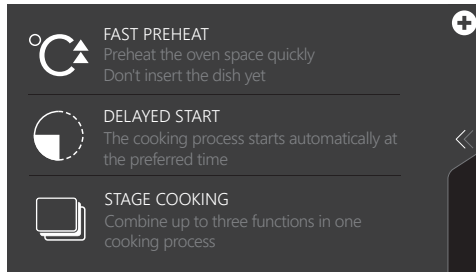 FAST PREHEAT
Preheat the oven space quickly
Don't insert the dish yet
DELAYED START
The cooking process starts automatically at
the preferred time
STAGE COOKING
Combine up to three functions in one
cooking process